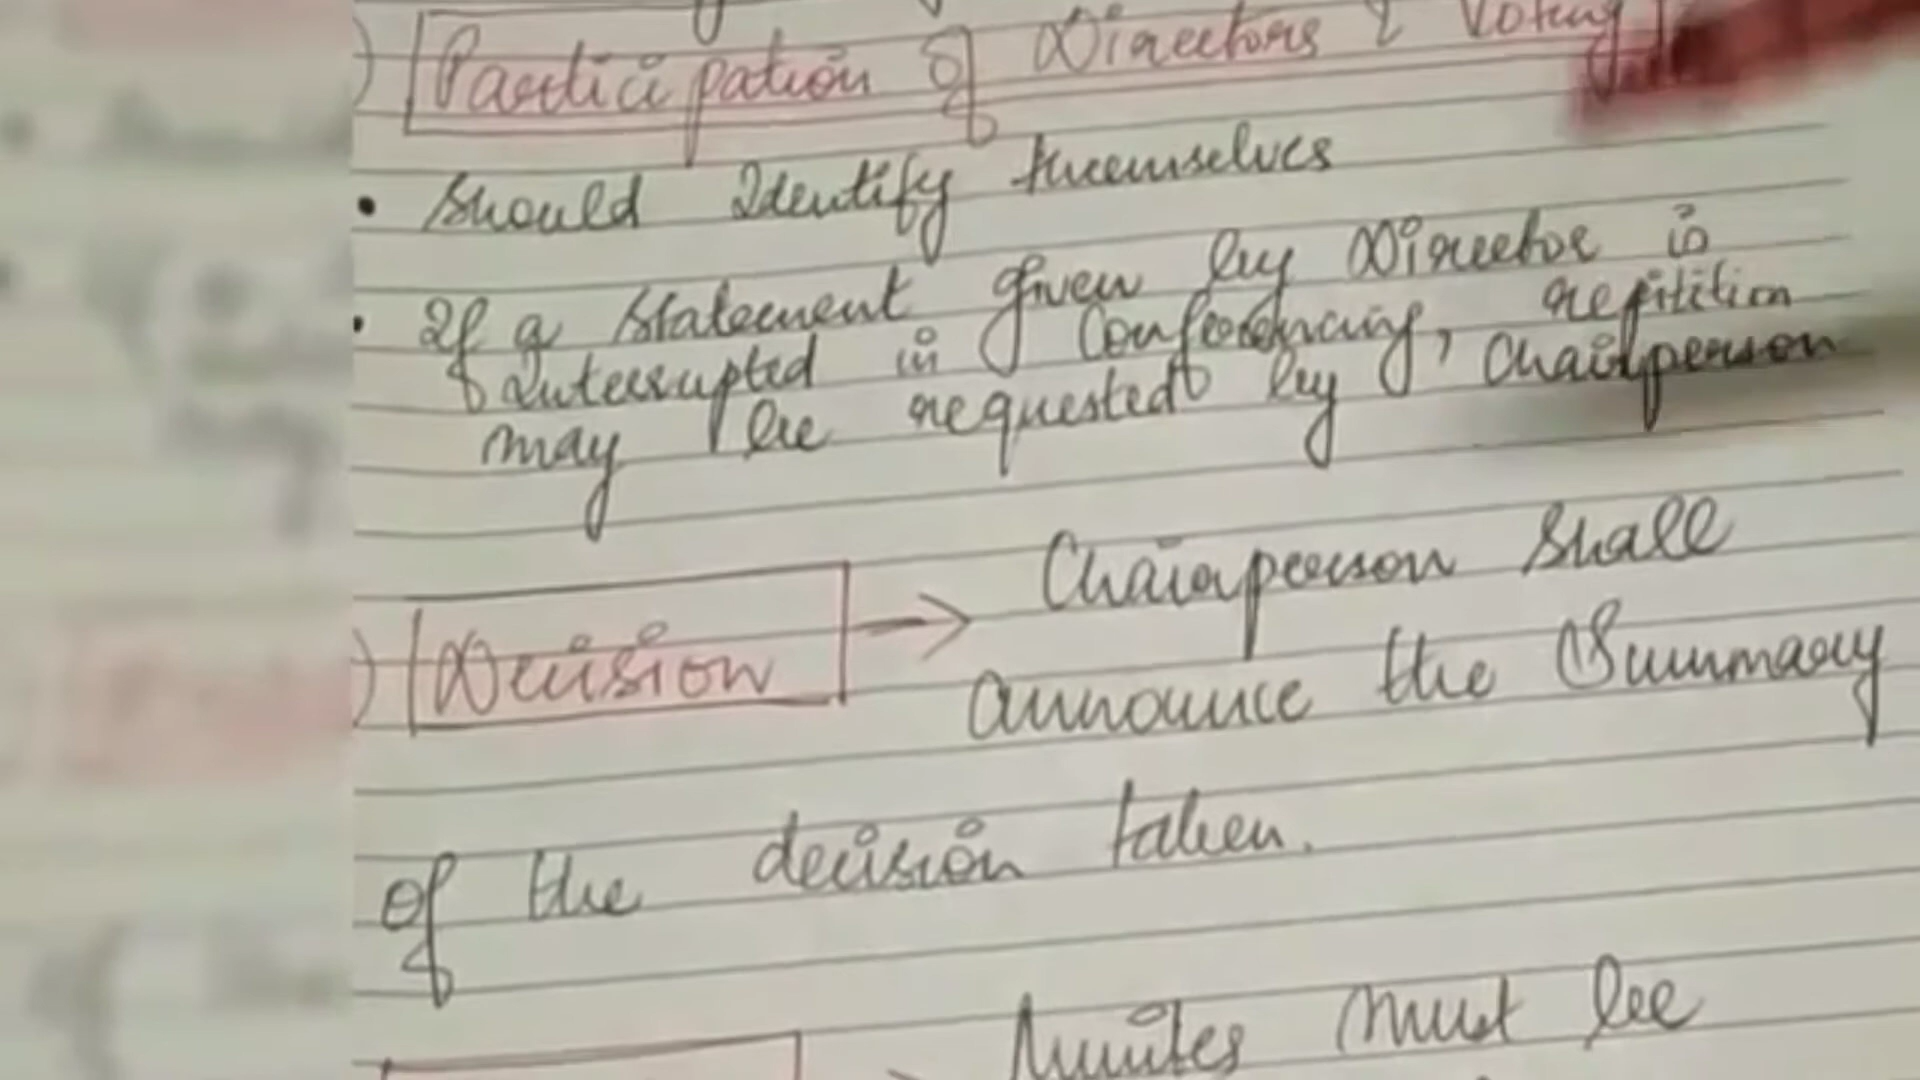 Participation of Directors & Voting
• Should Identify themselves
• If a statement given by Director is
interrupted in Conferencing, repitition
may be requested by Chairperson
Decision → Chairperson shall
announce the Summary
of the decision taken.
Minutes must be